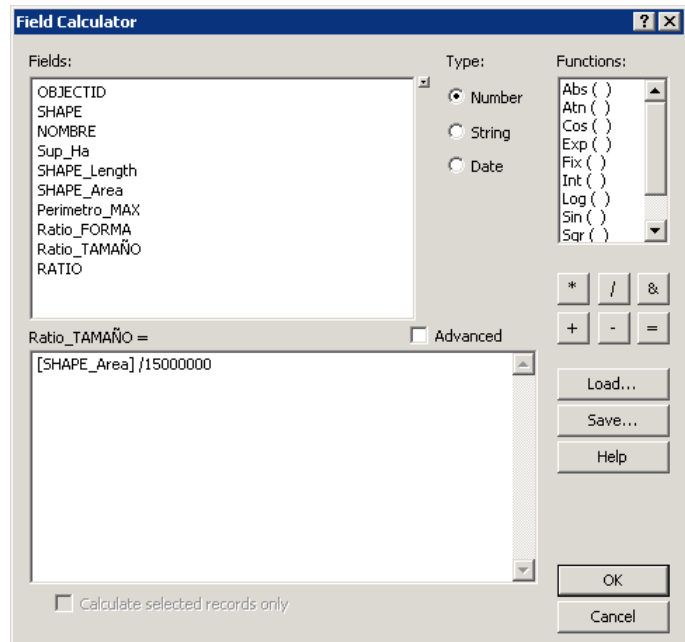 Field Calculator
Fields:
OBJECTID
SHAPE
NOMBRE
Sup_Ha
SHAPE_Length
SHAPE_Area
Perimetro_MAX
Ratio_FORMA
Ratio_TAMAÑO
RATIO
Type:
Number
String
Date
Functions:
Abs ( )
Atn ( )
Cos ( )
Exp ( )
Fix ( )
Int ( )
Log ( )
Sin ( )
Sqr ( )
* / &
+ - =
Ratio_TAMAÑO =
Advanced
[SHAPE_Area] /15000000
Load...
Save...
Help
Calculate selected records only
OK
Cancel